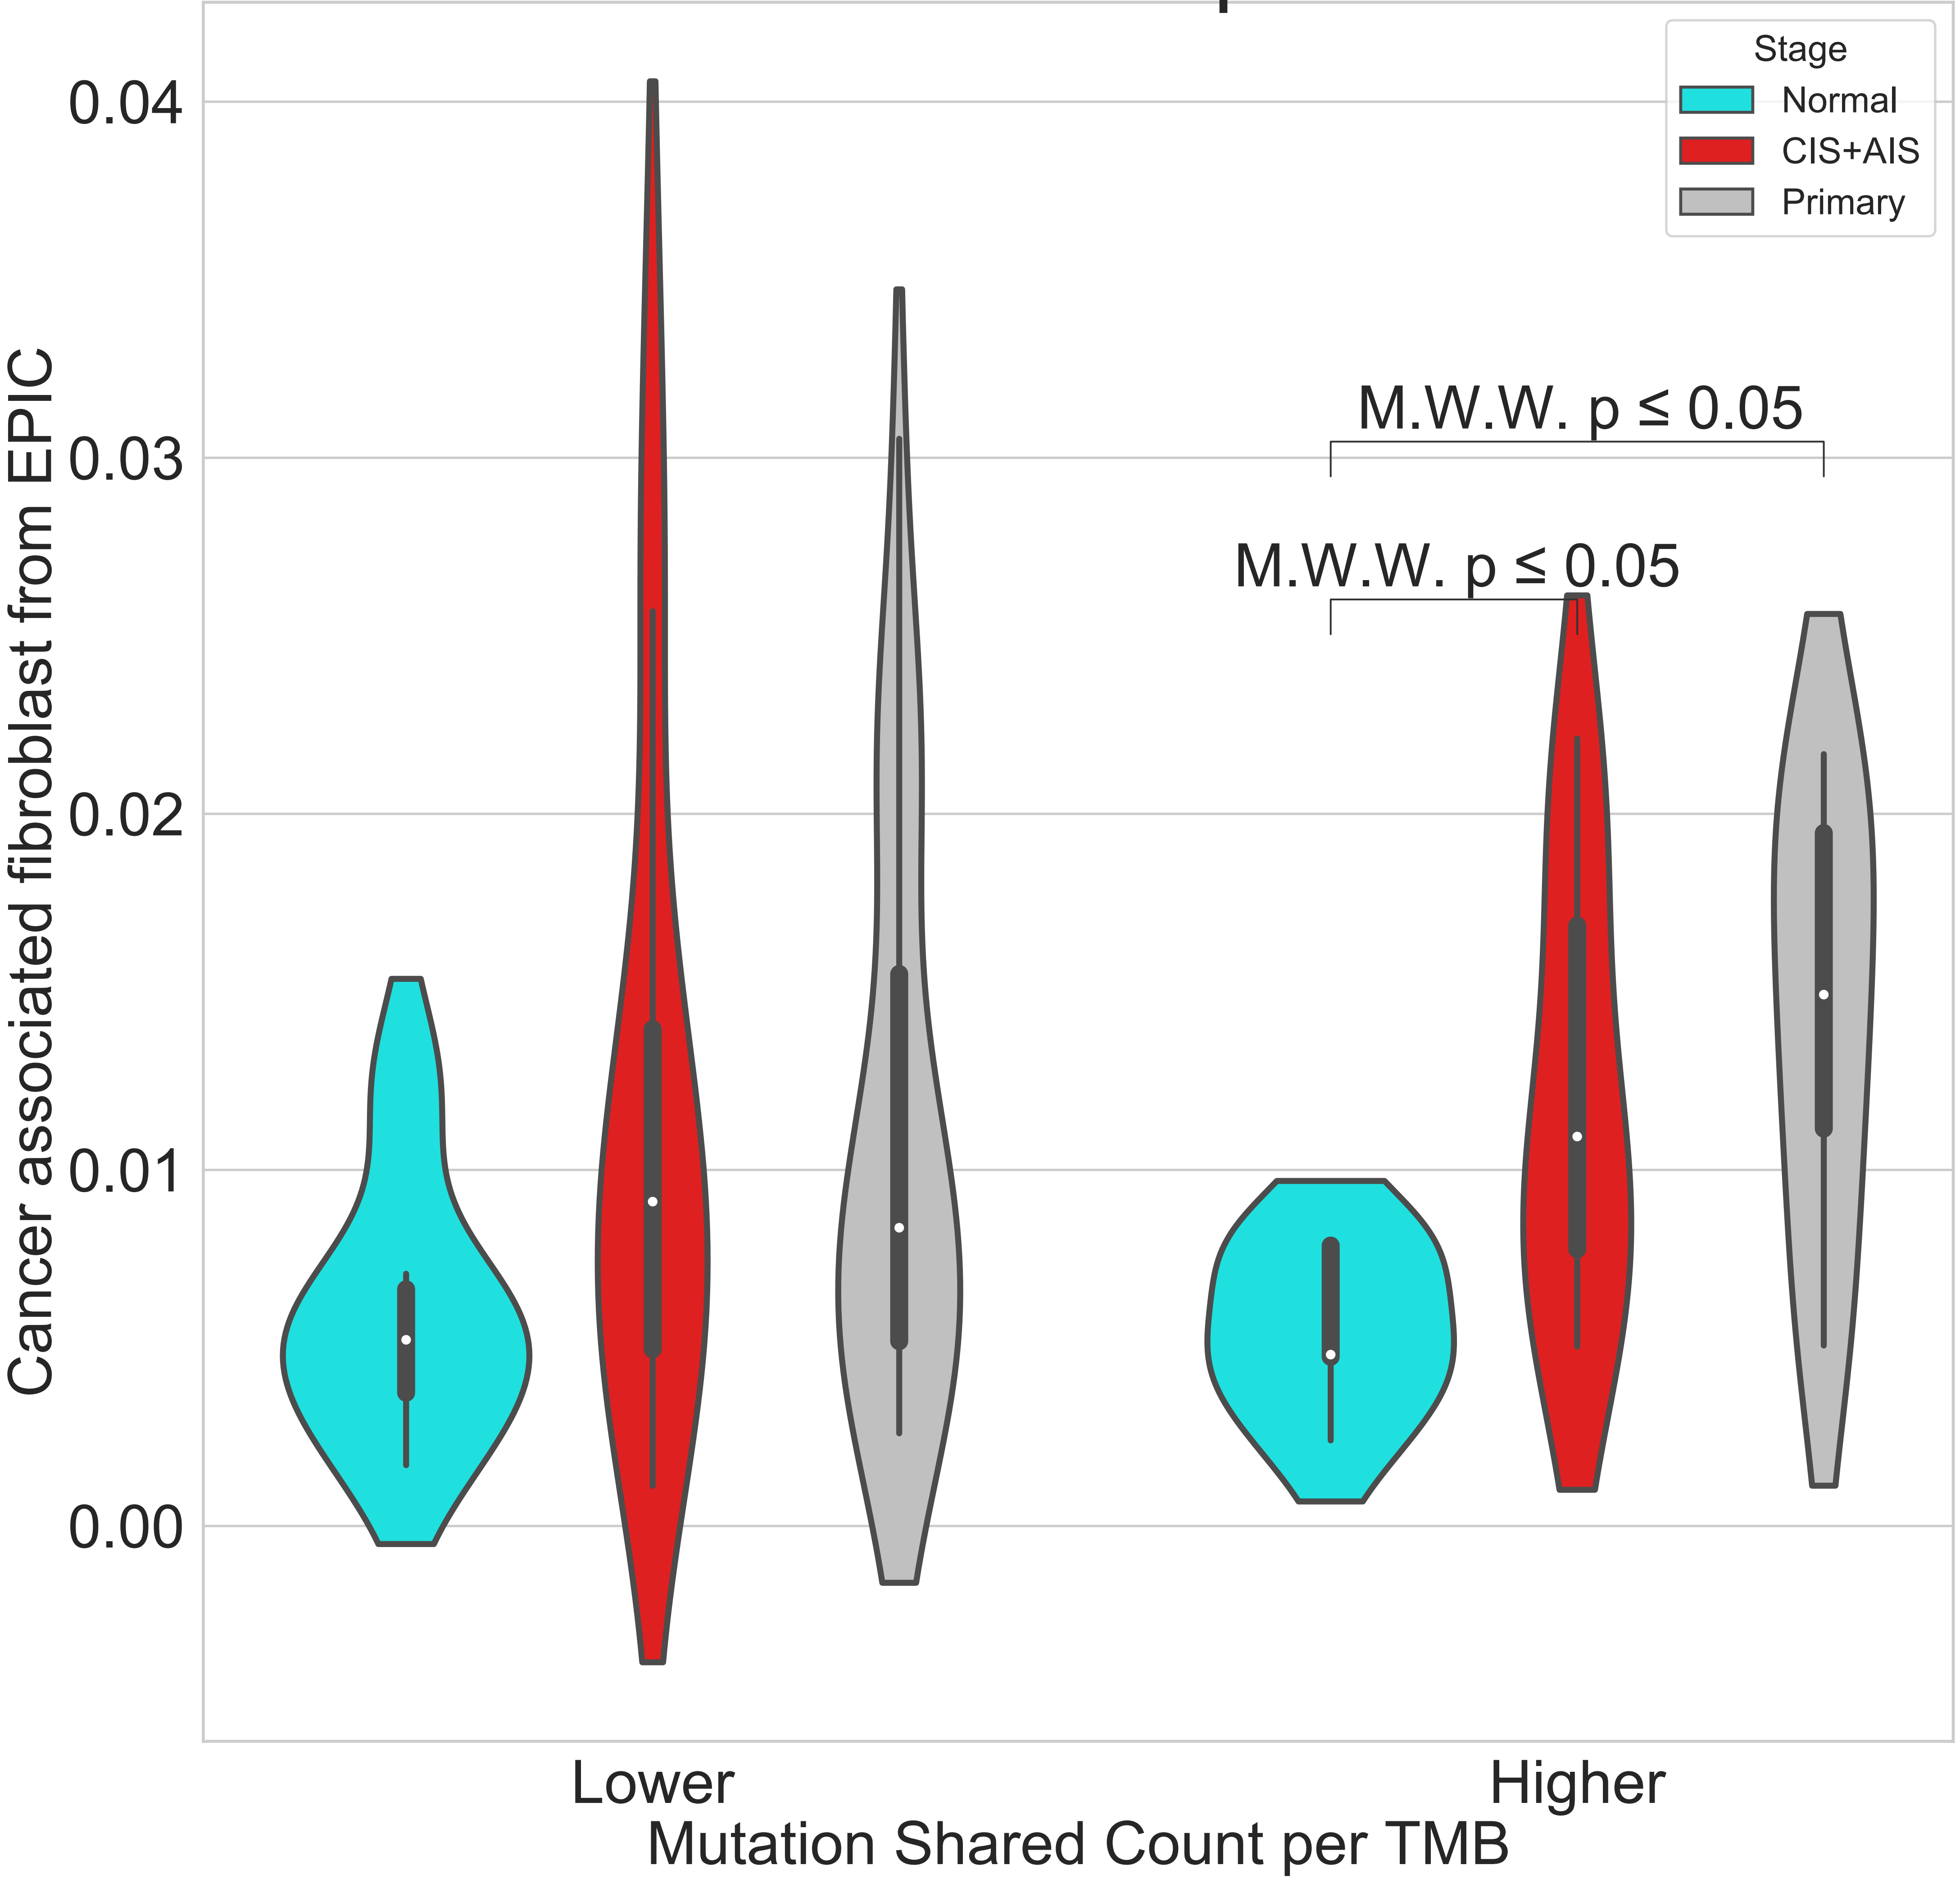 Stage
Normal
CIS+AIS
Primary
Cancer associated fibroblast from EPIC
0.04
0.03
0.02
0.01
0.00
M.W.W. p ≤ 0.05
M.W.W. p ≤ 0.05
Lower
Higher
Mutation Shared Count per TMB